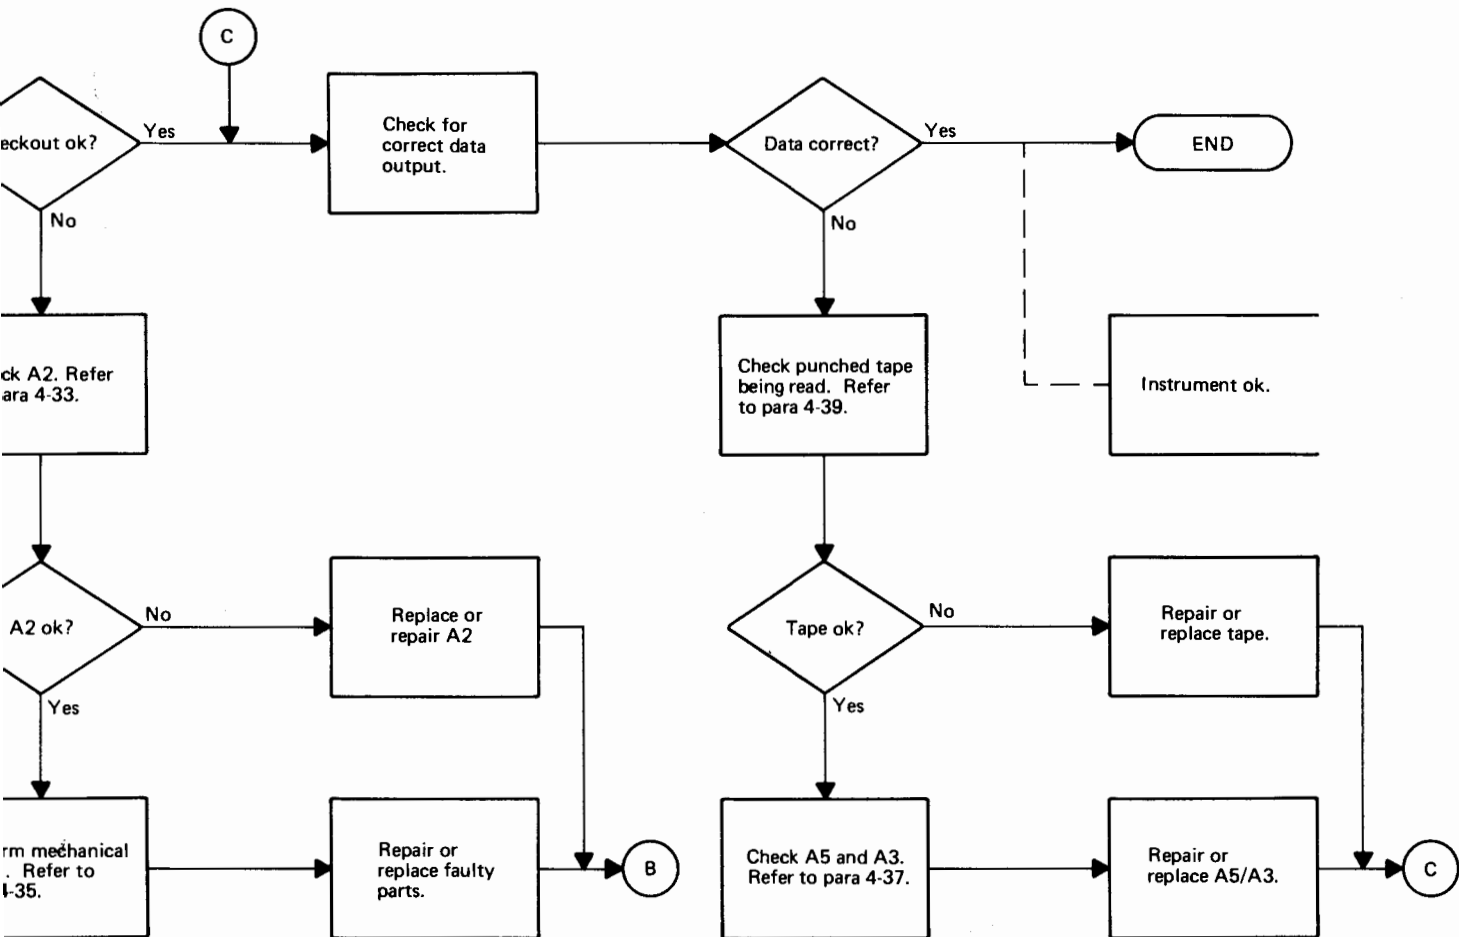 C
eckout ok?
Yes
No
Check for
correct data
output.
Data correct?
Yes
No
END
ck A2. Refer
ara 4-33.
Check punched tape
being read. Refer
to para 4-39.
Instrument ok.
A2 ok?
No
Yes
Replace or
repair A2
Tape ok?
No
Yes
Repair or
replace tape.
rm mechanical
. Refer to
4-35.
Repair or
replace faulty
parts.
B
Check A5 and A3.
Refer to para 4-37.
Repair or
replace A5/A3.
C